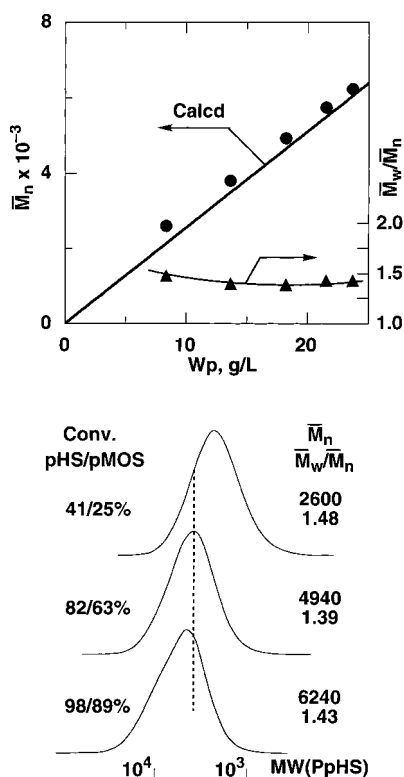 8
4
0
M̄n x 10⁻³
Calcd
M̄w/M̄n
2.0
1.5
1.0
0 10 20
Wp, g/L
Conv. M̄n
pHS/pMOS M̄w/M̄n
41/25% 2600
1.48
82/63% 4940
1.39
98/89% 6240
1.43
10⁴ 10³ MW(PpHS)